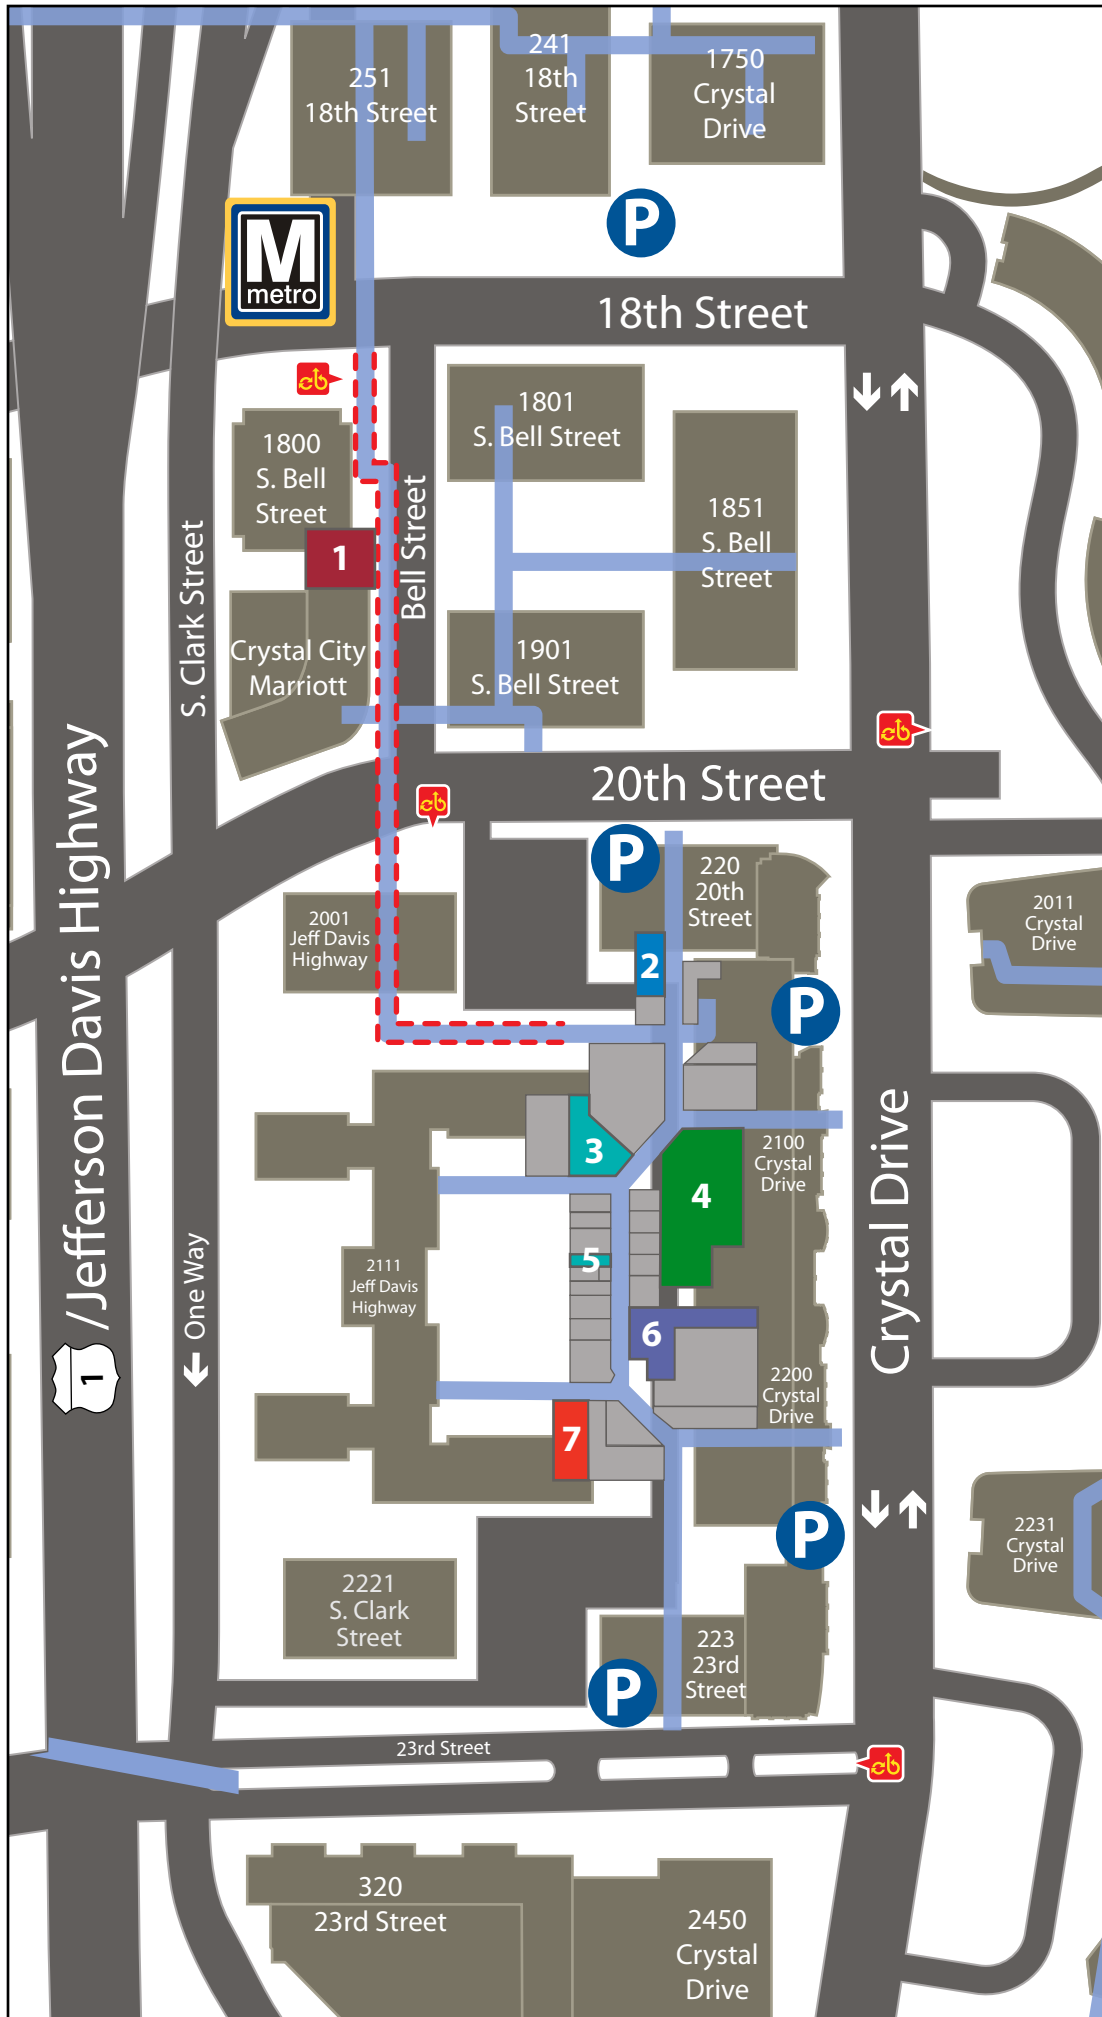 251
18th Street
241
18th
Street
1750
Crystal
Drive
P
M
metro
18th Street
1801
S. Bell Street
1800
S. Bell
Street
1851
S. Bell
Street
Bell Street
S. Clark Street
1
Crystal City
Marriott
1901
S. Bell Street
20th Street
P
220
20th
Street
2001
Jeff Davis
Highway
2011
Crystal
Drive
2
P
/Jefferson Davis Highway
1
3
2100
Crystal
Drive
4
Crystal Drive
One Way
5
2111
Jeff Davis
Highway
6
2200
Crystal
Drive
7
P
2231
Crystal
Drive
2221
S. Clark
Street
223
23rd
Street
P
23rd Street
320
23rd Street
2450
Crystal
Drive